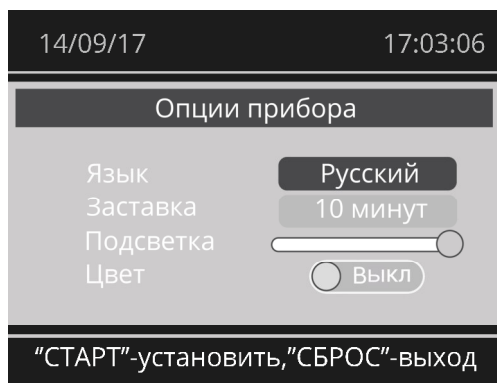 14/09/17 17:03:06
Опции прибора
Язык Русский
Заставка 10 минут
Подсветка
Цвет Выкл
“СТАРТ”-установить,”СБРОС”-выход